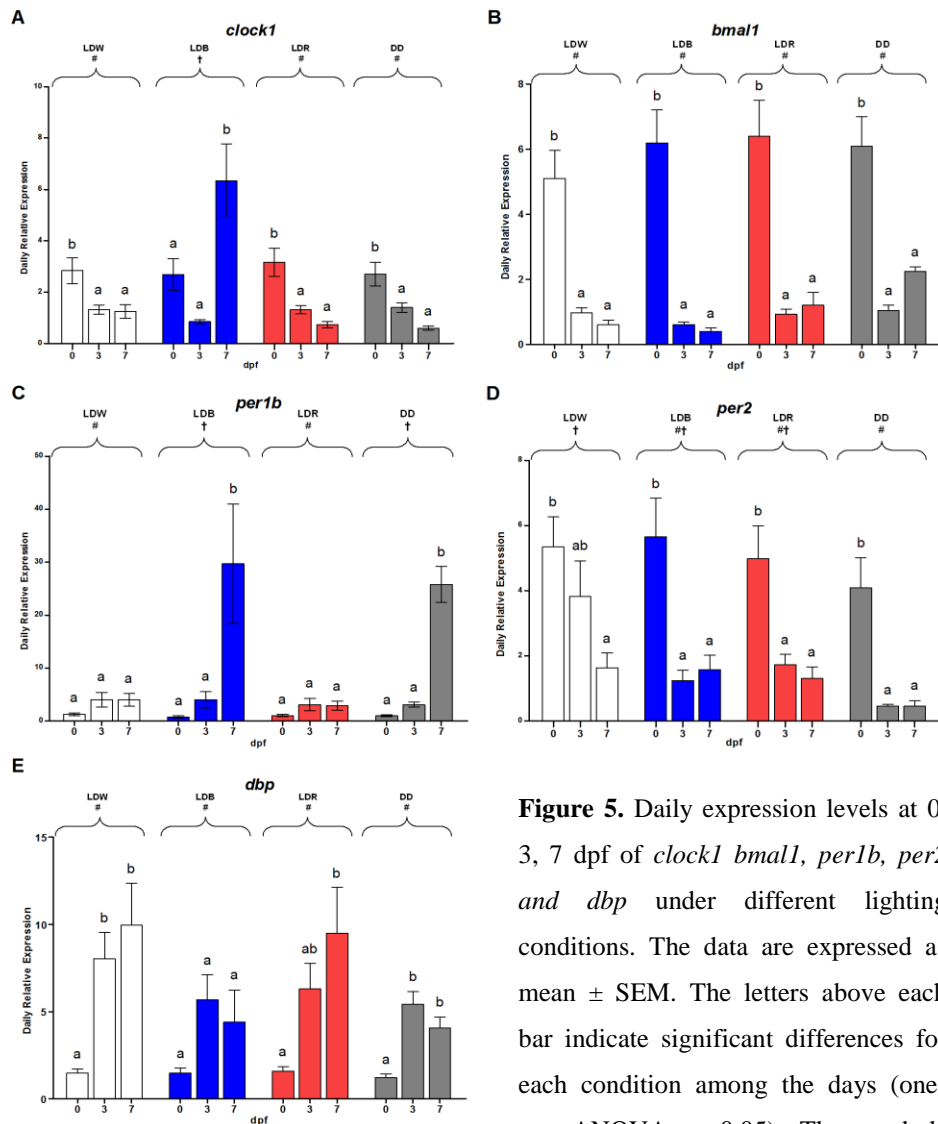 A
clock1
LDW LDB LDR DD
# † # #
10
8
6
4
2
0
Daily Relative Expression
b a a a a b b a a b a a
0 3 7 0 3 7 0 3 7 0 3 7
dpf
B
bmal1
LDW LDB LDR DD
# # # #
8
6
4
2
0
Daily Relative Expression
b a a b a a b a a b a a
0 3 7 0 3 7 0 3 7 0 3 7
dpf
C
per1b
LDW LDB LDR DD
# † # †
50
40
30
20
10
0
Daily Relative Expression
a a a a a b a a a a a b
0 3 7 0 3 7 0 3 7 0 3 7
dpf
D
per2
LDW LDB LDR DD
† #† #† #
8
6
4
2
0
Daily Relative Expression
b ab a b a a b a a b a a
0 3 7 0 3 7 0 3 7 0 3 7
dpf
E
dbp
LDW LDB LDR DD
# # # #
15
10
5
0
Daily Relative Expression
a b b a a a a ab b a b b
0 3 7 0 3 7 0 3 7 0 3 7
dpf
Figure 5. Daily expression levels at 0
3, 7 dpf of clock1 bmal1, per1b, per2
and dbp under different lighting
conditions. The data are expressed a
mean ± SEM. The letters above each
bar indicate significant differences fo
each condition among the days (one